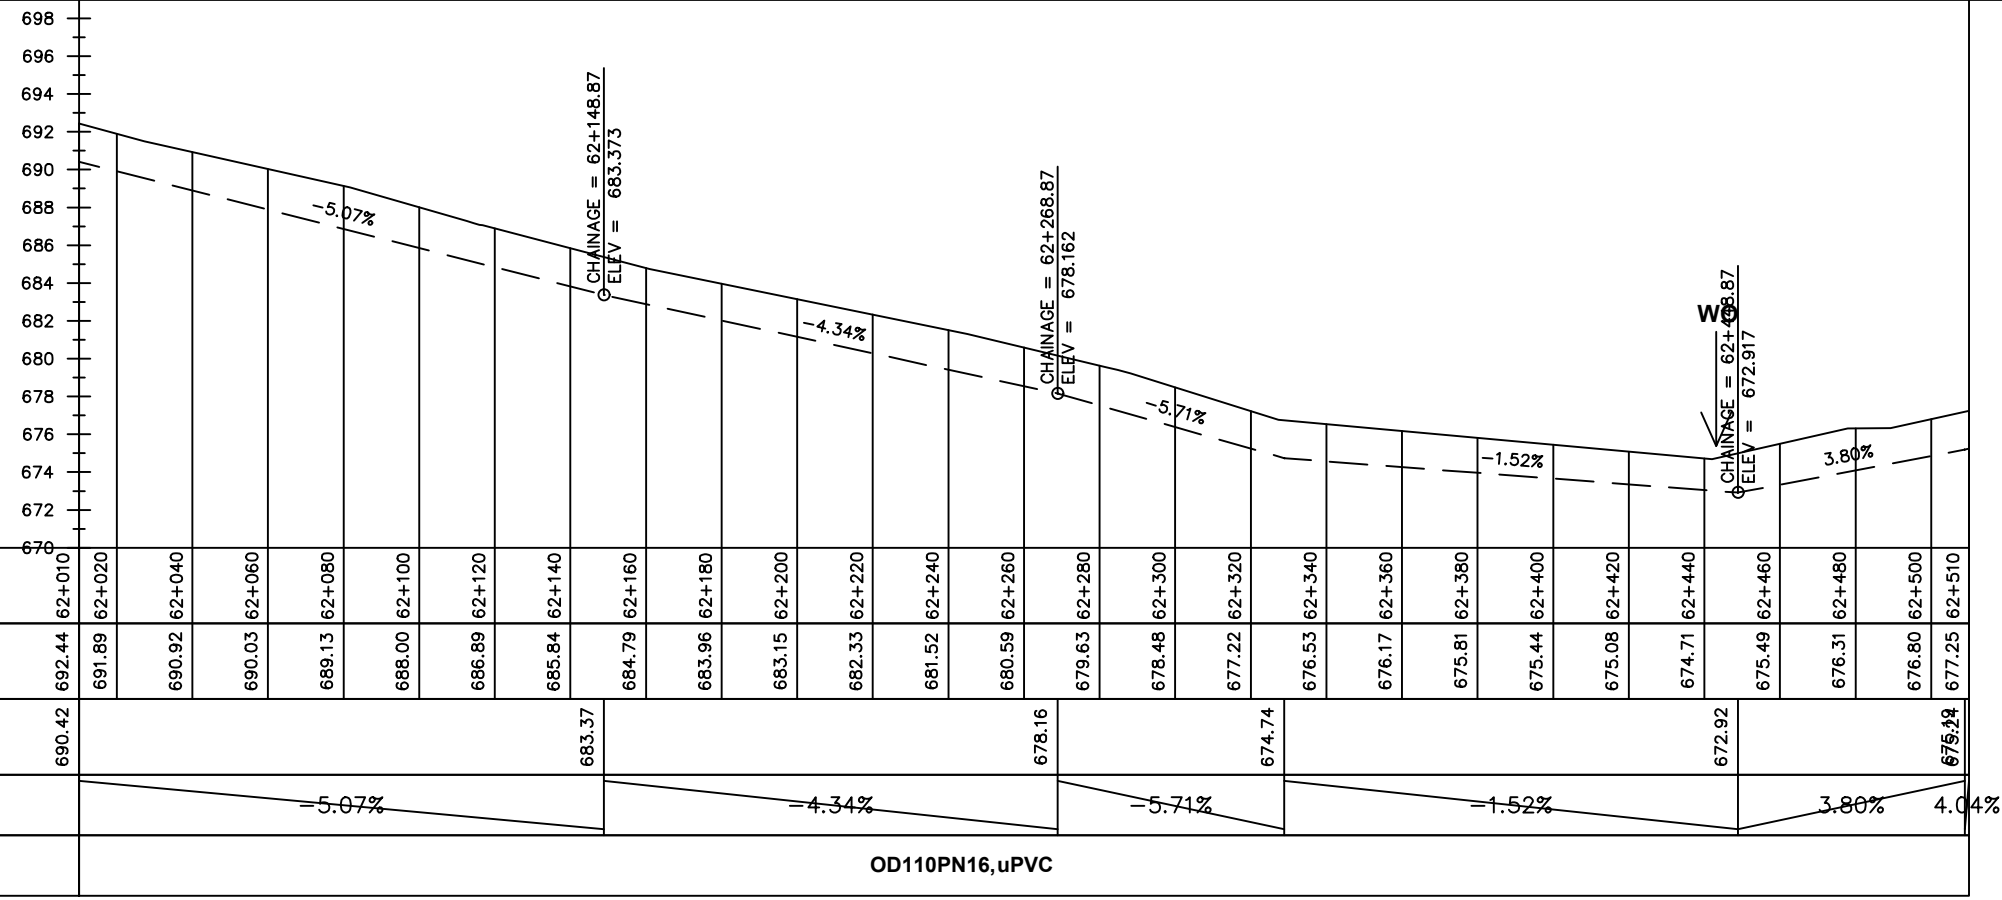 698
696
694
692
690
688
686
684
682
680
678
676
674
672
670
CHAINAGE = 62+148.87
ELEV = 683.373
CHAINAGE = 62+268.87
ELEV = 678.162
CHAINAGE = 62+448.87
ELEV = 672.917
-5.07%
-4.34%
-5.71%
-1.52%
3.80%
62+010 62+020 62+040 62+060 62+080 62+100 62+120 62+140 62+160 62+180 62+200 62+220 62+240 62+260 62+280 62+300 62+320 62+340 62+360 62+380 62+400 62+420 62+440 62+460 62+480 62+500 62+510
692.44 691.89 690.92 690.03 689.13 688.00 686.89 685.84 684.79 683.96 683.15 682.33 681.52 680.59 679.63 678.48 677.22 676.53 676.17 675.81 675.44 675.08 674.71 675.49 676.31 676.80 677.25
690.42 683.37 678.16 674.74 672.92
-5.07% -4.34% -5.71% -1.52% 3.80% 4.04%
OD110PN16,uPVC